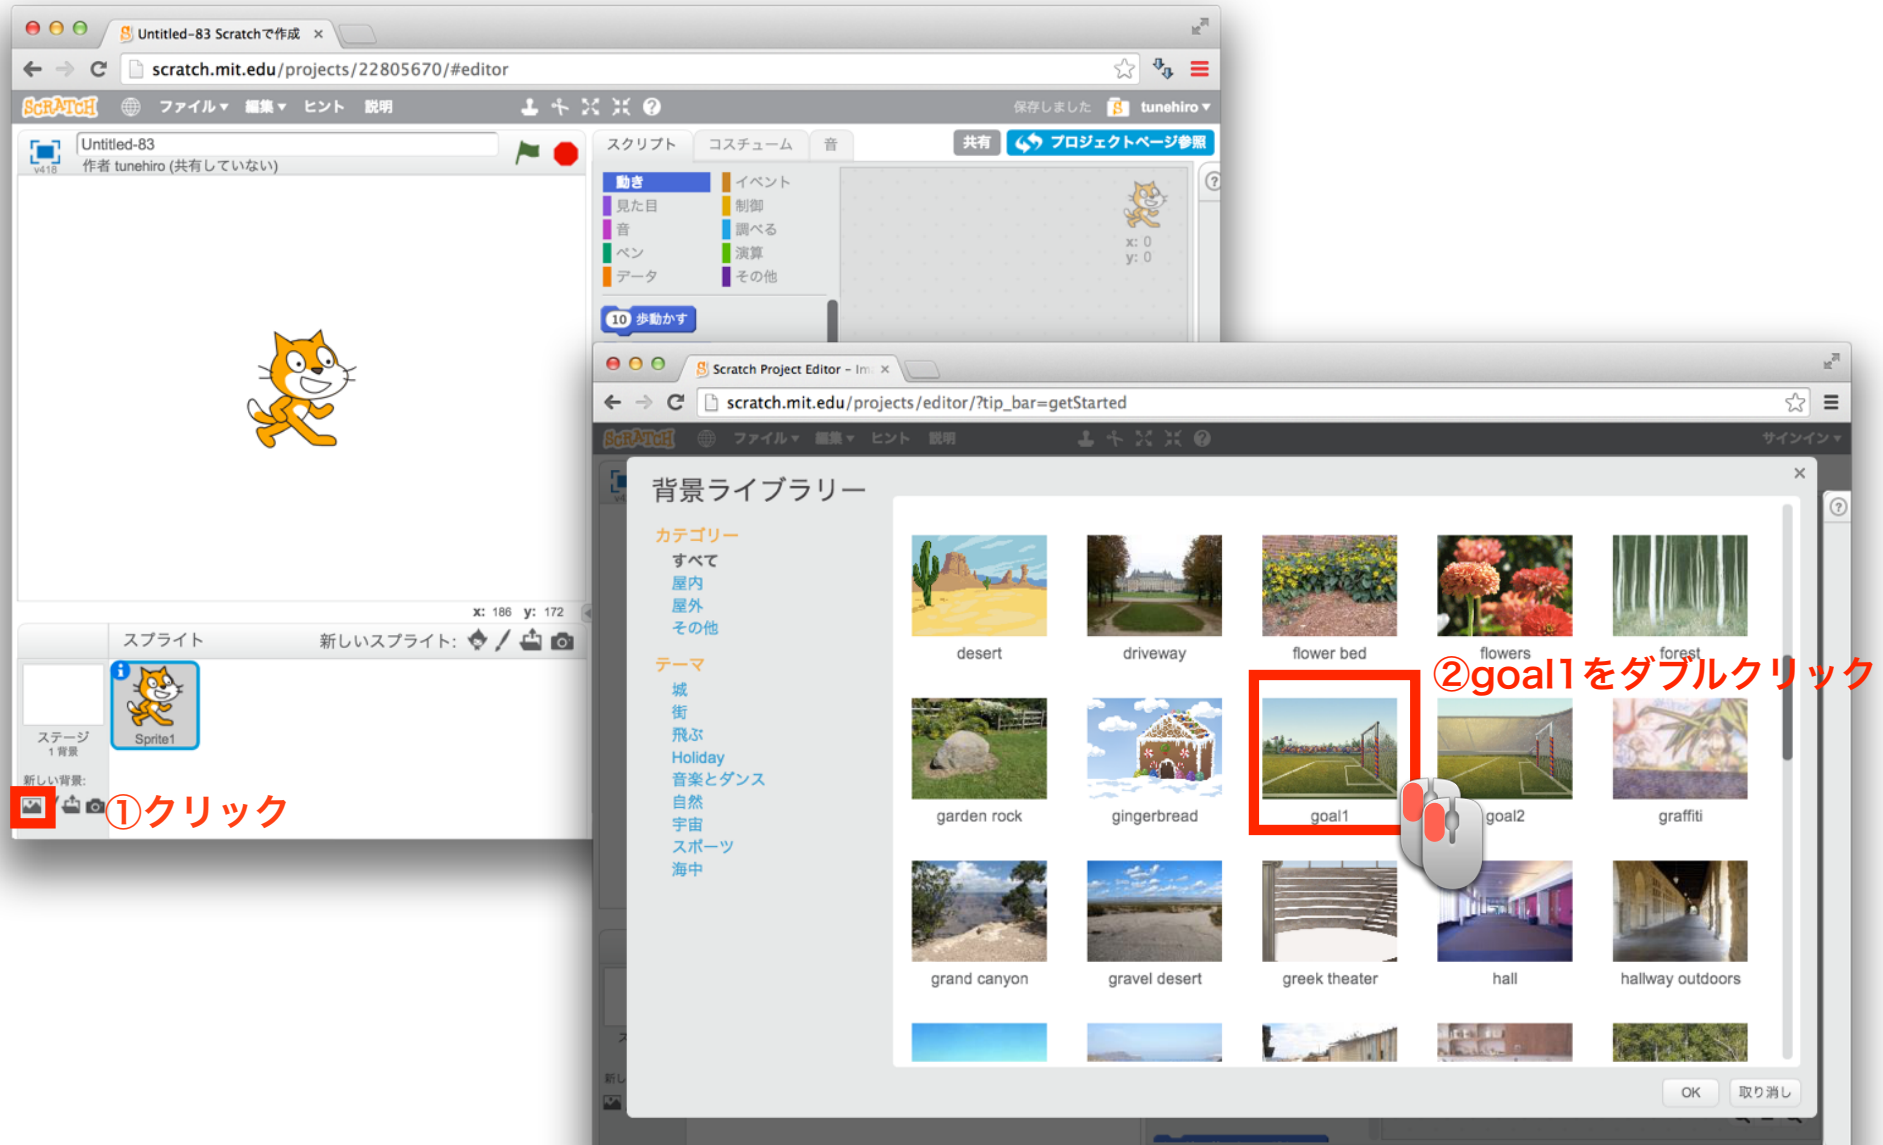 Untitled-83 Scratchで作成
scratch.mit.edu/projects/22805670/#editor
SCRATCH ファイル▼ 編集▼ ヒント 説明
保存しました tunehiro▼
Untitled-83
v418 作者 tunehiro (共有していない)
スクリプト コスチューム 音
共有 プロジェクトページ参照
動き イベント
見た目 制御
音 調べる
ペン 演算
データ その他
x: 0
y: 0
10 歩動かす
x: 186 y: 172
スプライト 新しいスプライト:
ステージ
1 背景
Sprite1
新しい背景:
①クリック
Scratch Project Editor – Im
scratch.mit.edu/projects/editor/?tip_bar=getStarted
SCRATCH ファイル▼ 編集▼ ヒント 説明
サインイン▼
背景ライブラリー
カテゴリー
すべて
屋内
屋外
その他
テーマ
城
街
飛ぶ
Holiday
音楽とダンス
自然
宇宙
スポーツ
海中
desert driveway flower bed flowers forest
②goal1をダブルクリック
garden rock gingerbread goal1 goal2 graffiti
grand canyon gravel desert greek theater hall hallway outdoors
OK 取り消し